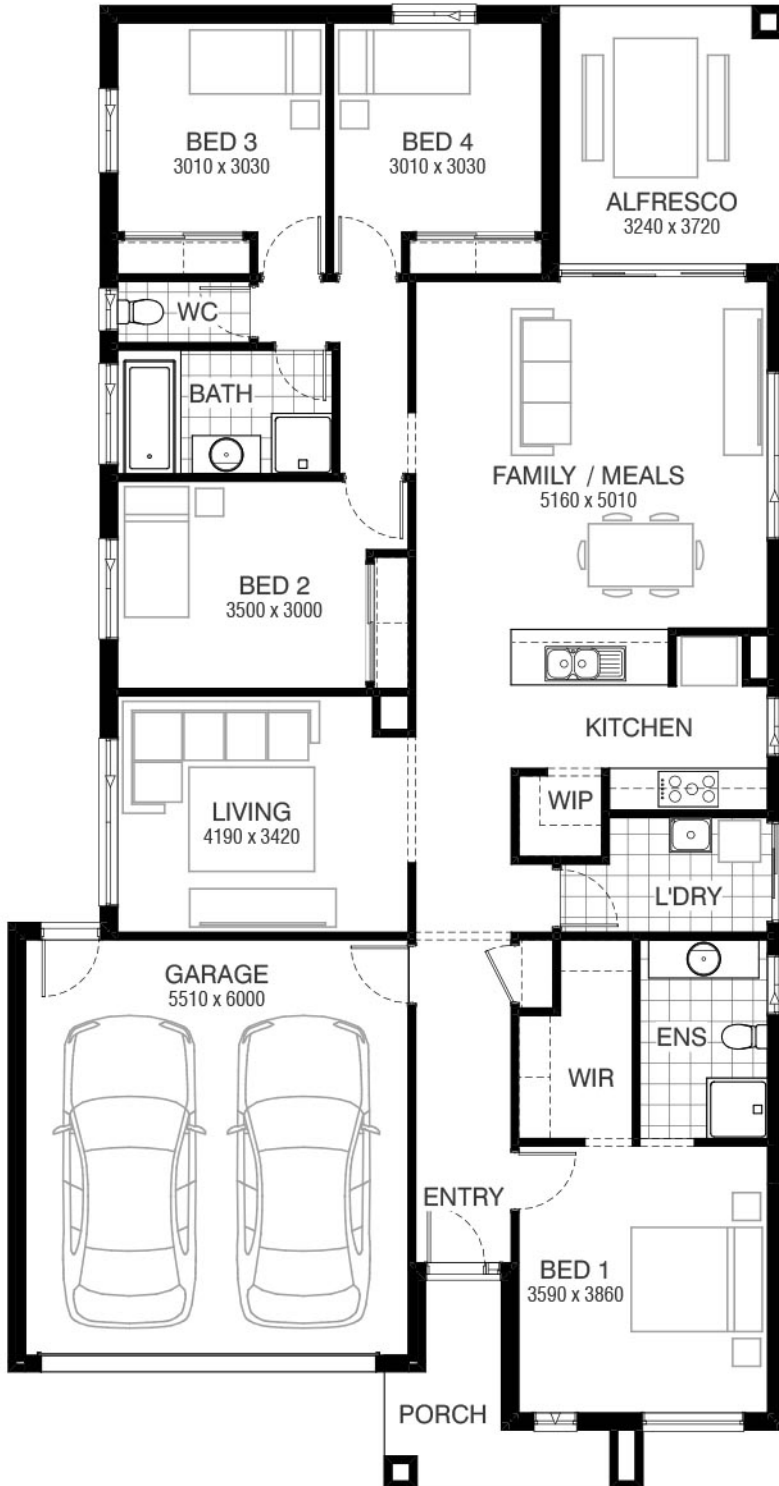 BED 3
3010 x 3030
BED 4
3010 x 3030
ALFRESCO
3240 x 3720
WC
BATH
FAMILY / MEALS
5160 x 5010
BED 2
3500 x 3000
KITCHEN
LIVING
4190 x 3420
WIP
L'DRY
GARAGE
5510 x 6000
ENS
WIR
ENTRY
BED 1
3590 x 3860
PORCH